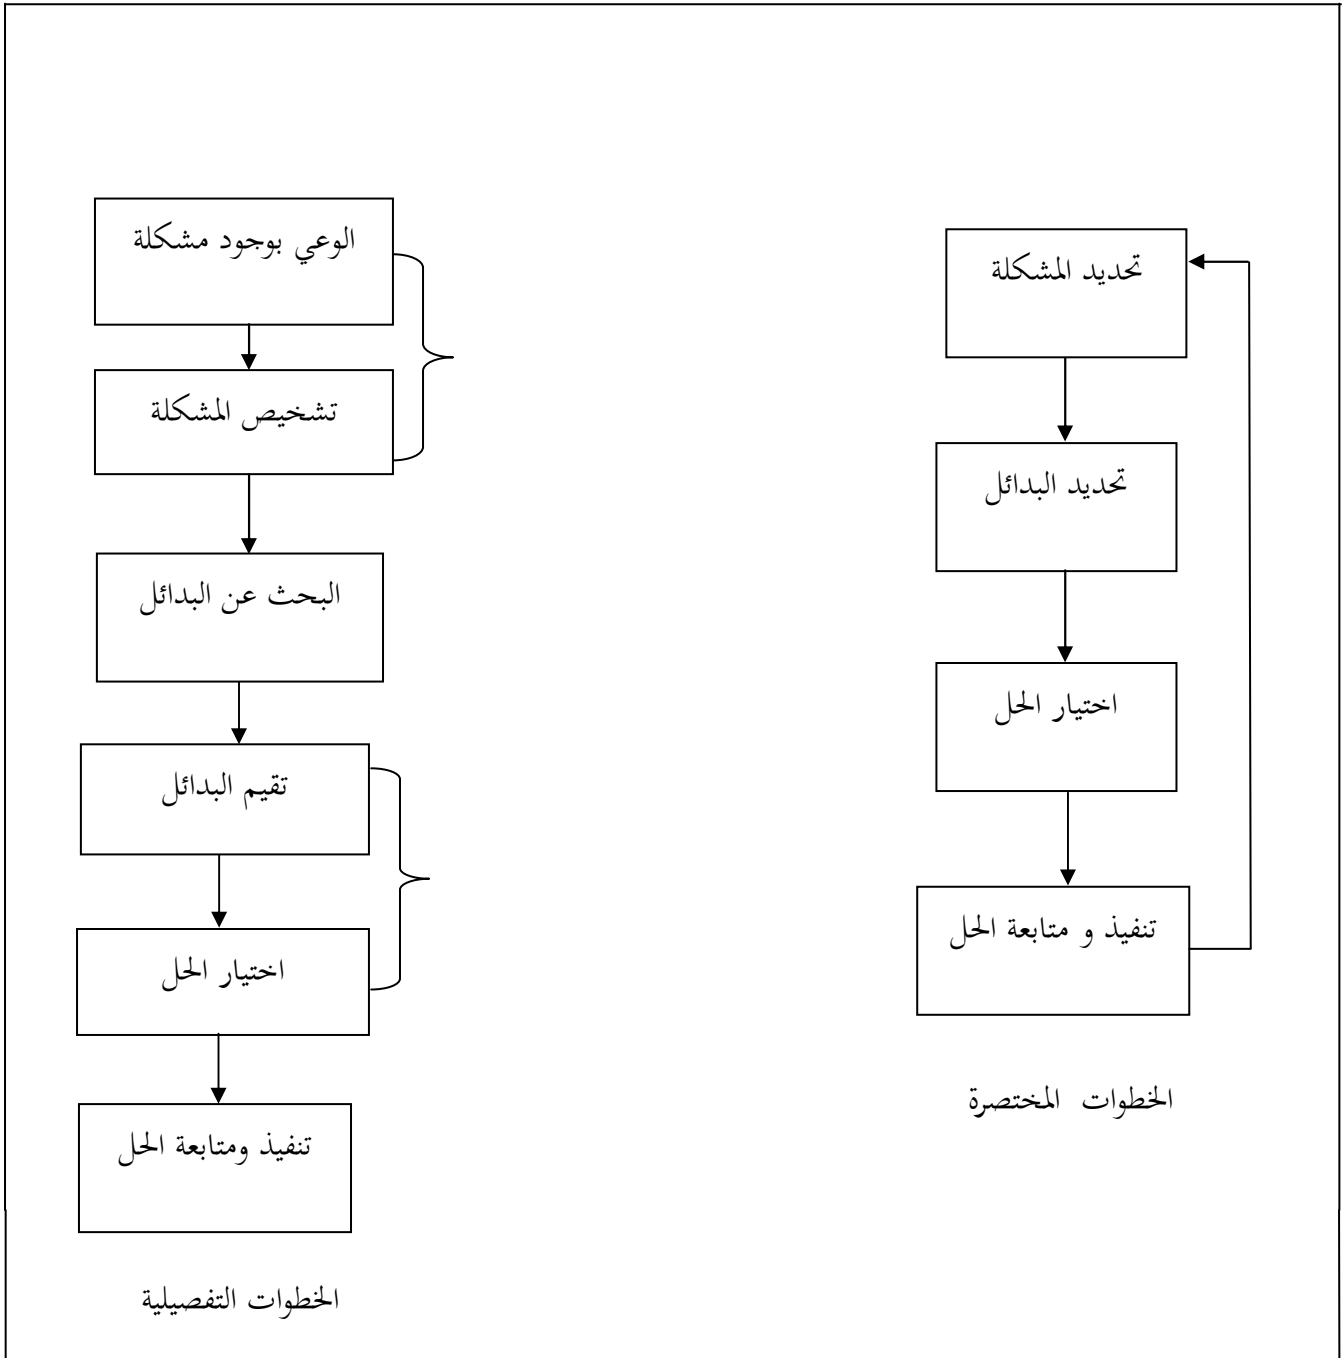 تحديد المشكلة
تحديد البدائل
اختيار الحل
تنفيذ و متابعة الحل
الخطوات المختصرة
الوعي بوجود مشكلة
تشخيص المشكلة
البحث عن البدائل
تقيم البدائل
اختيار الحل
تنفيذ ومتابعة الحل
الخطوات التفصيلية